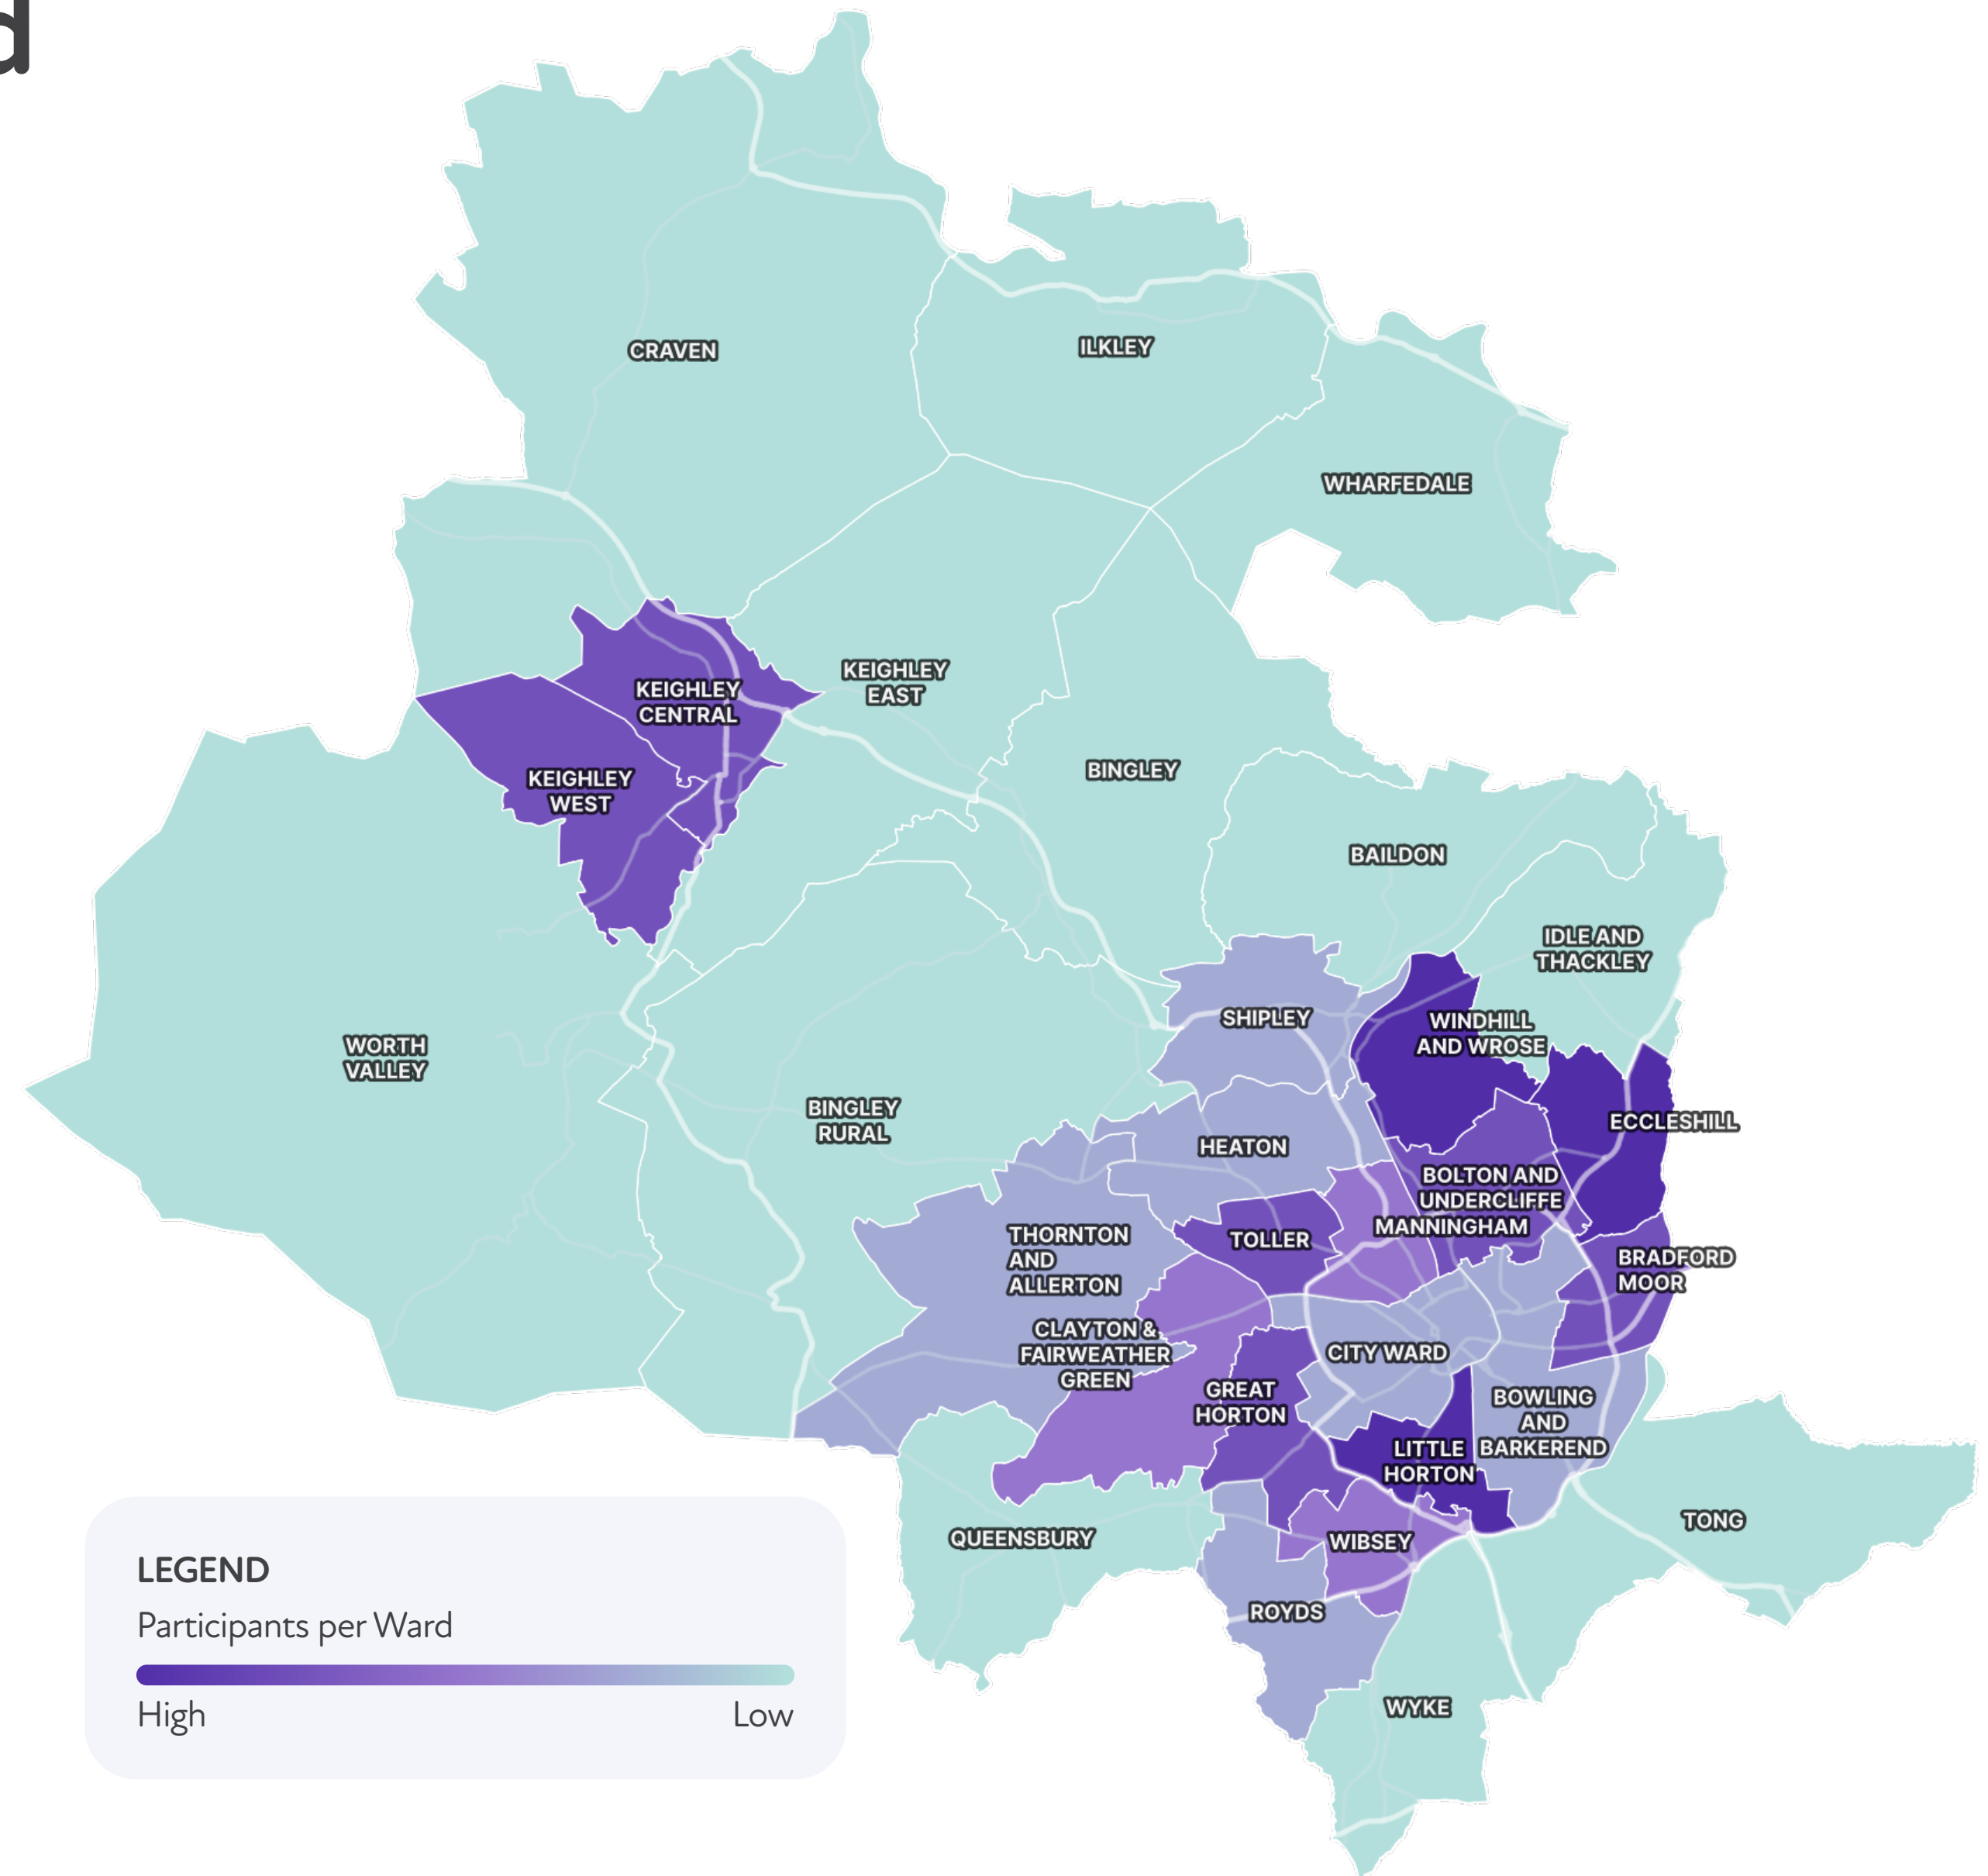 d
CRAVEN
ILKLEY
WHARFEDALE
KEIGHLEY
EAST
KEIGHLEY
CENTRAL
KEIGHLEY
WEST
BINGLEY
BAILDON
IDLE AND
THACKLEY
SHIPLEY
WINDHILL
AND WROSE
WORTH
VALLEY
BINGLEY
RURAL
ECCLESHILL
HEATON
BOLTON AND
UNDERCLIFFE
MANNINGHAM
TOLLER
THORNTON
AND
ALLERTON
BRADFORD
MOOR
CLAYTON &
FAIRWEATHER
GREEN
CITY WARD
GREAT
HORTON
BOWLING
AND
BARKEREND
LITTLE
HORTON
TONG
QUEENSBURY
WIBSEY
ROYDS
WYKE
LEGEND
Participants per Ward
High
Low